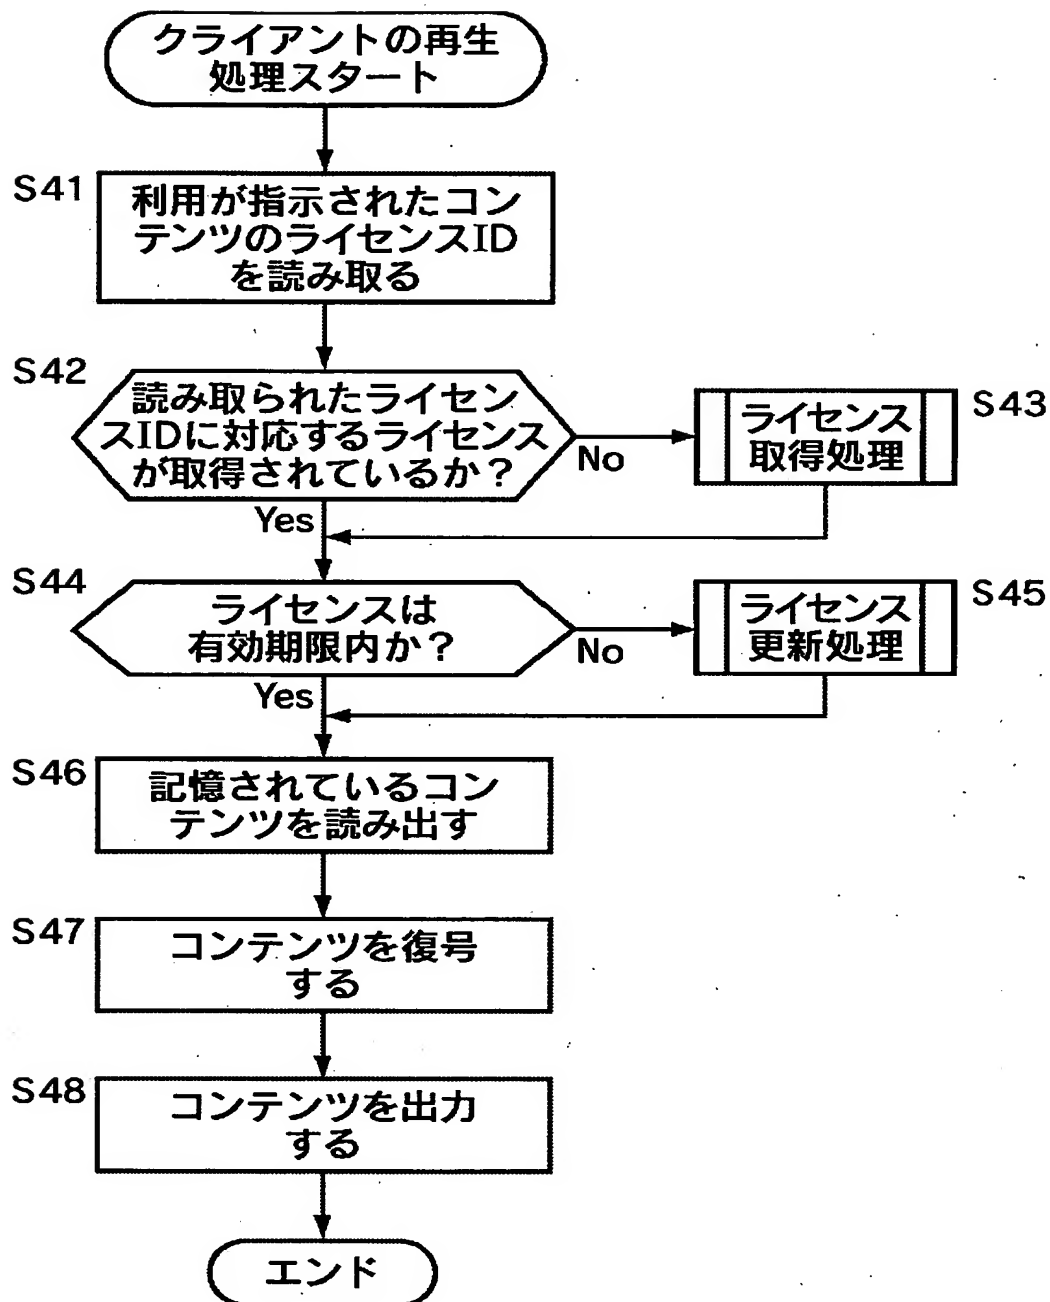 クライアントの再生
処理スタート
S41
利用が指示されたコン
テンツのライセンスID
を読み取る
S42
読み取られたライセン
スIDに対応するライセンス
が取得されているか？
No
S43
ライセンス
取得処理
Yes
S44
ライセンスは
有効期限内か？
No
S45
ライセンス
更新処理
Yes
S46
記憶されているコン
テンツを読み出す
S47
コンテンツを復号
する
S48
コンテンツを出力
する
エンド